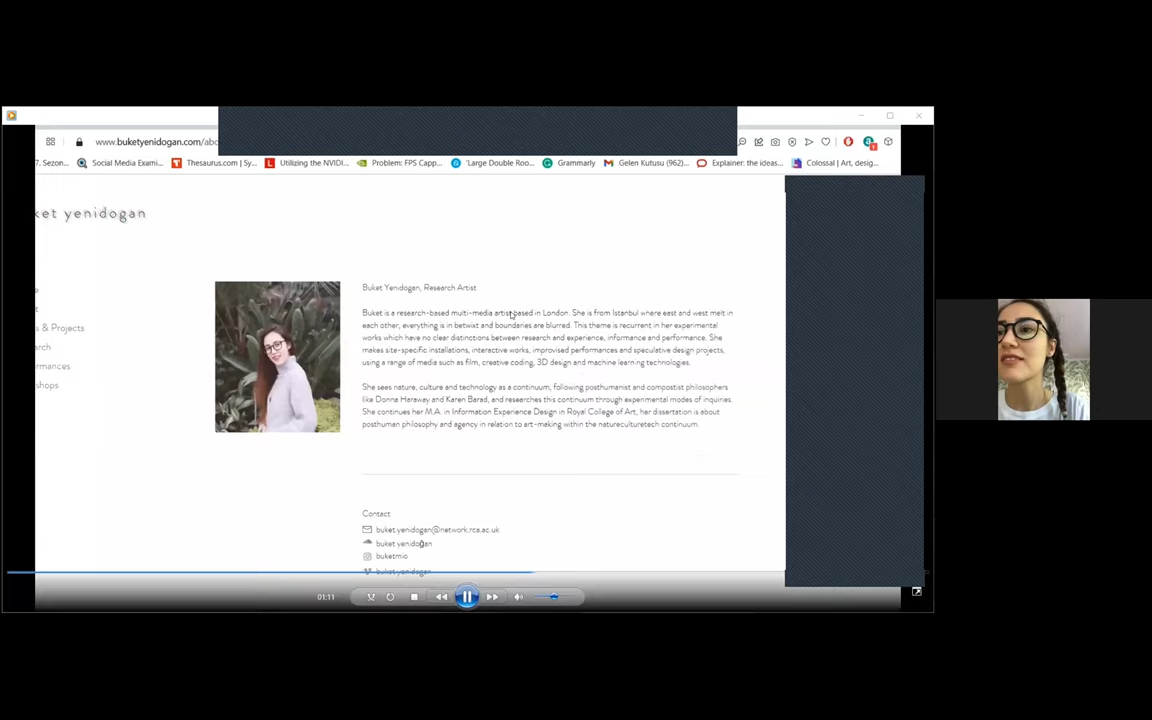 www.buketyenidogan.com/abo
7. Sezon... Social Media Exami... Thesaurus.com | Sy... Utilizing the NVIDI... Problem: FPS Capp... 'Large Double Roo... Grammarly Gelen Kutusu (962)... Explainer: the ideas... Colossal | Art, desig...
ket yenidogan
s & Projects
arch
ormances
shops
Buket Yenidogan, Research Artist
Buket is a research-based multi-media artist based in London. She is from Istanbul where east and west melt in
each other, everything is in betwixt and boundaries are blurred. This theme is recurrent in her experimental
works which have no clear distinctions between research and experience, informance and performance. She
makes site-specific installations, interactive works, improvised performances and speculative design projects,
using a range of media such as film, creative coding, 3D design and machine learning technologies.
She sees nature, culture and technology as a continuum, following posthumanist and compostist philosophers
like Donna Haraway and Karen Barad, and researches this continuum through experimental modes of inquiries.
She continues her M.A. in Information Experience Design in Royal College of Art, her dissertation is about
posthuman philosophy and agency in relation to art-making within the natureculturetech continuum.
Contact
buket.yenidogan@network.rca.ac.uk
buket yenidoğan
buketmio
buket yenidogan
01:11